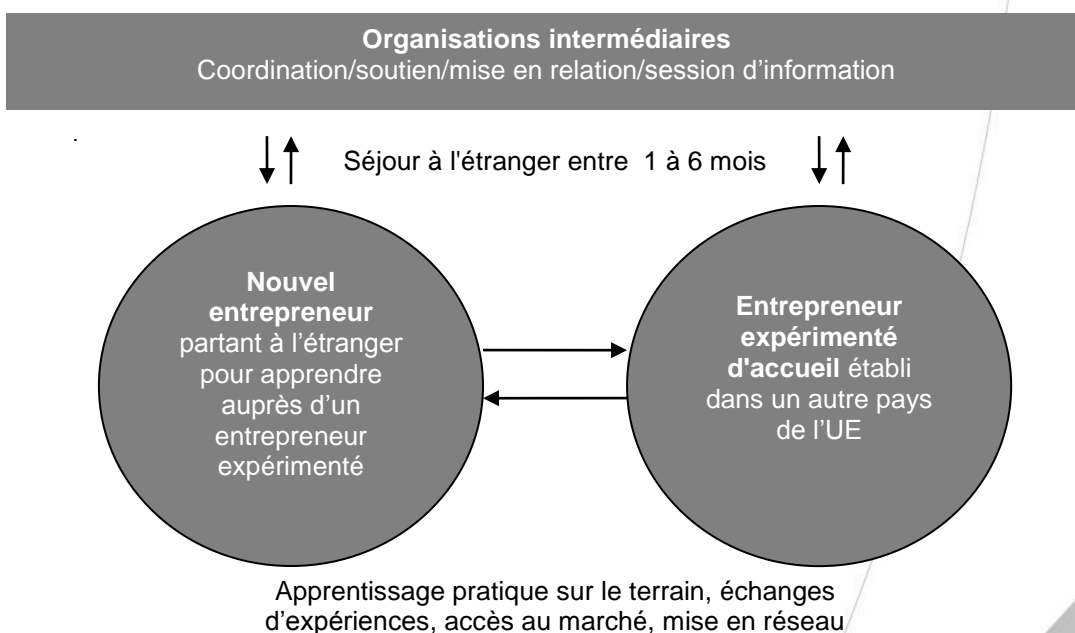 Organisations intermédiaires
Coordination/soutien/mise en relation/session d’information
Séjour à l'étranger entre  1 à 6 mois
Nouvel
entrepreneur
partant à l’étranger
pour apprendre
auprès d’un
entrepreneur
expérimenté
Entrepreneur
expérimenté
d'accueil établi
dans un autre pays
de l’UE
Apprentissage pratique sur le terrain, échanges
d’expériences, accès au marché, mise en réseau